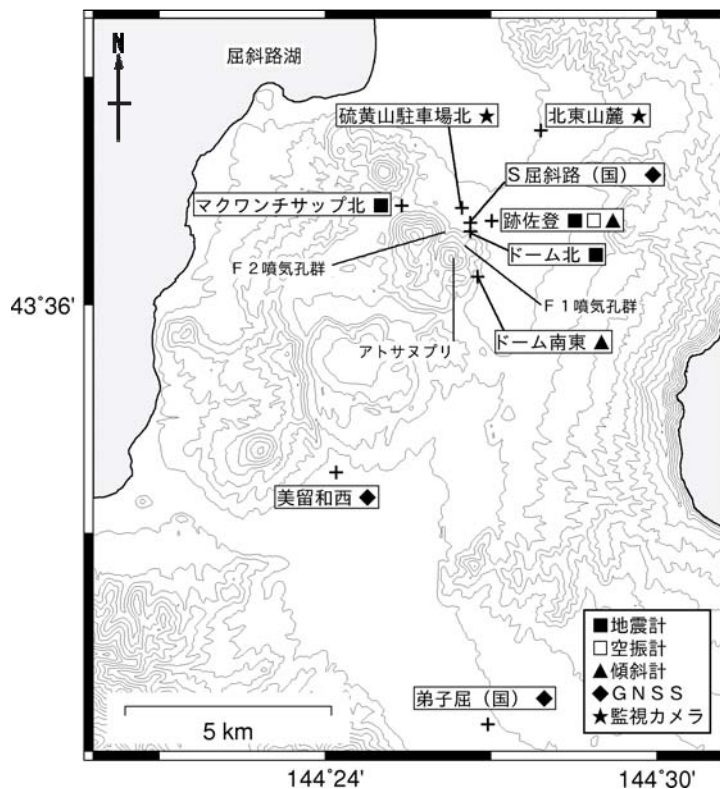 N
屈斜路湖
硫黄山駐車場北 ★
北東山麓 ★
S屈斜路（国） ◆
マクワンチサップ北 ■
跡佐登 ■ □ ▲
ドーム北 ■
F2噴気孔群
F1噴気孔群
43°36'
アトサヌプリ
ドーム南東 ▲
美留和西 ◆
■地震計
□空振計
▲傾斜計
◆GNSS
★監視カメラ
弟子屈（国） ◆
5 km
144°24'
144°30'